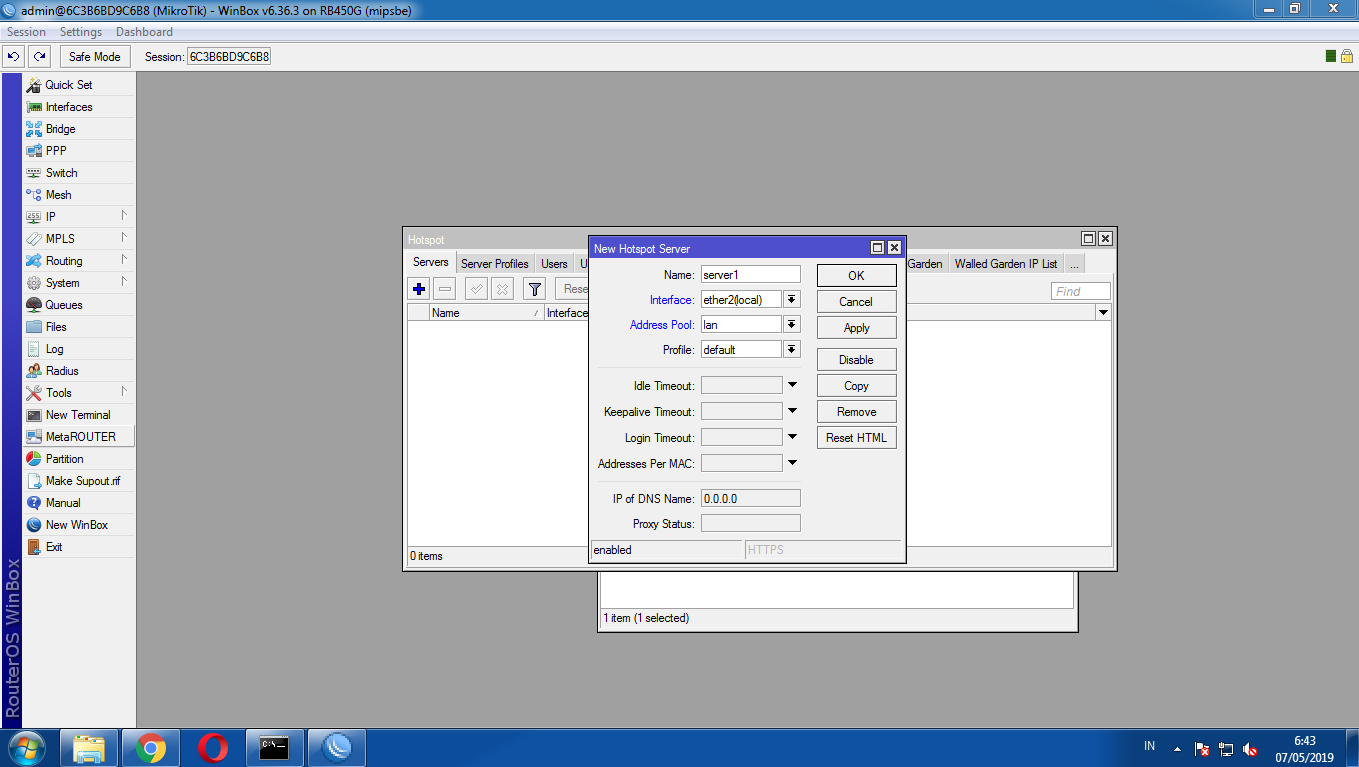 admin@6C3B6BD9C6B8 (MikroTik) - WinBox v6.36.3 on RB450G (mipsbe)
Session Settings Dashboard
Safe Mode Session: 6C3B6BD9C6B8
Quick Set
Interfaces
Bridge
PPP
Switch
Mesh
IP
MPLS
Routing
System
Queues
Files
Log
Radius
Tools
New Terminal
MetaROUTER
Partition
Make Supout.rif
Manual
New WinBox
Exit
RouterOS WinBox
Hotspot
Servers Server Profiles Users U Garden Walled Garden IP List ...
Rese Find
Name Interface
0 items
New Hotspot Server
Name: server1
Interface: ether2(local)
Address Pool: lan
Profile: default
Idle Timeout:
Keepalive Timeout:
Login Timeout:
Addresses Per MAC:
IP of DNS Name: 0.0.0.0
Proxy Status:
enabled HTTPS
OK
Cancel
Apply
Disable
Copy
Remove
Reset HTML
1 item (1 selected)
C:\.
IN
6:43
07/05/2019